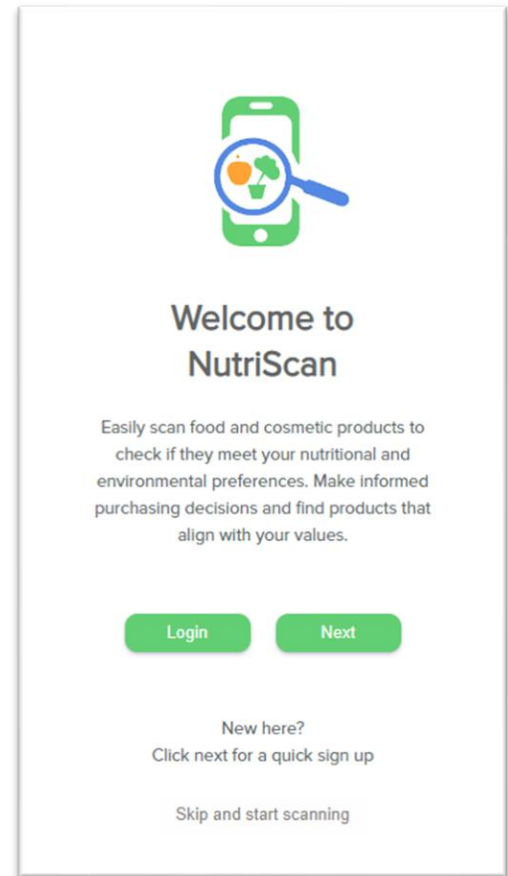 Welcome to
NutriScan
Easily scan food and cosmetic products to
check if they meet your nutritional and
environmental preferences. Make informed
purchasing decisions and find products that
align with your values.
Login
Next
New here?
Click next for a quick sign up
Skip and start scanning